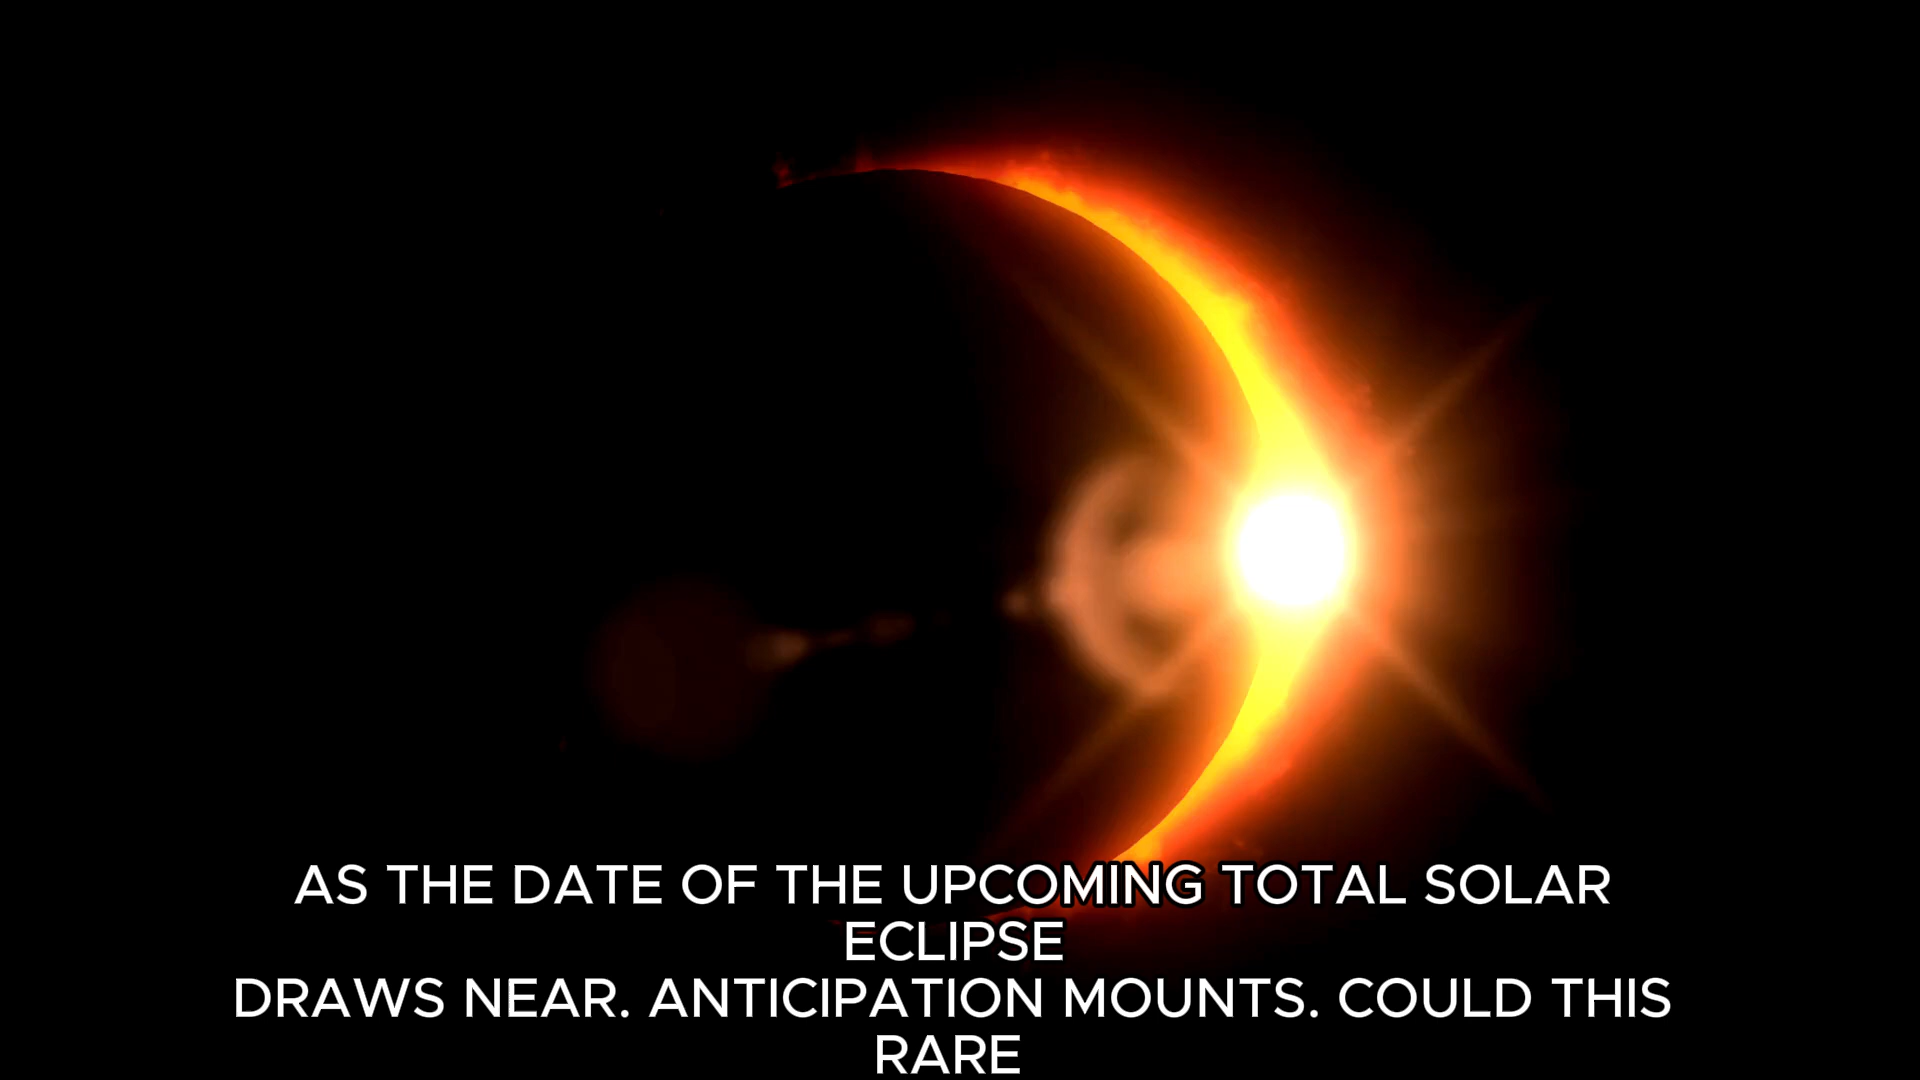 AS THE DATE OF THE UPCOMING TOTAL SOLAR
ECLIPSE
DRAWS NEAR. ANTICIPATION MOUNTS. COULD THIS
RARE